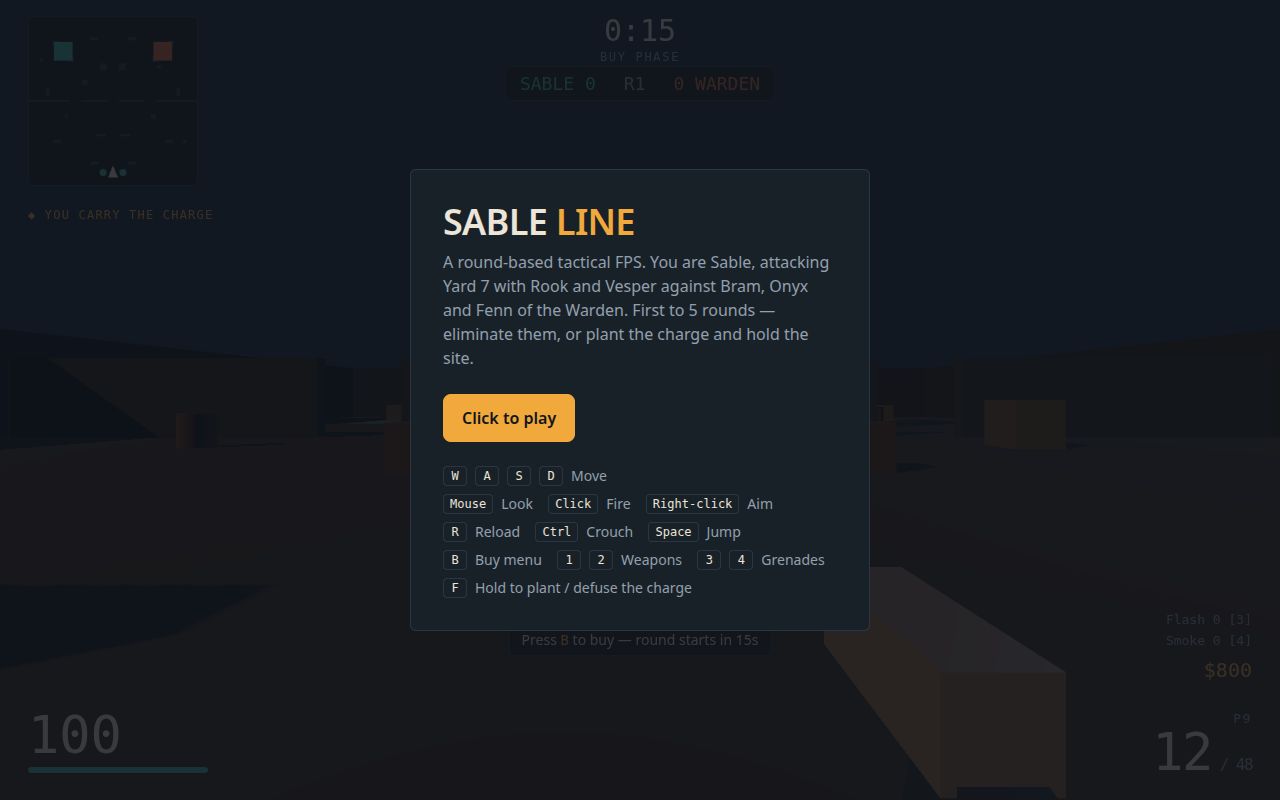 0:15
BUY PHASE
SABLE 0 R1 0 WARDEN
◆ YOU CARRY THE CHARGE
SABLE LINE
A round-based tactical FPS. You are Sable, attacking
Yard 7 with Rook and Vesper against Bram, Onyx
and Fenn of the Warden. First to 5 rounds —
eliminate them, or plant the charge and hold the
site.
Click to play
W A S D Move
Mouse Look Click Fire Right-click Aim
R Reload Ctrl Crouch Space Jump
B Buy menu 1 2 Weapons 3 4 Grenades
F Hold to plant / defuse the charge
Press B to buy — round starts in 15s
Flash 0 [3]
Smoke 0 [4]
$800
P9
100
12 / 48